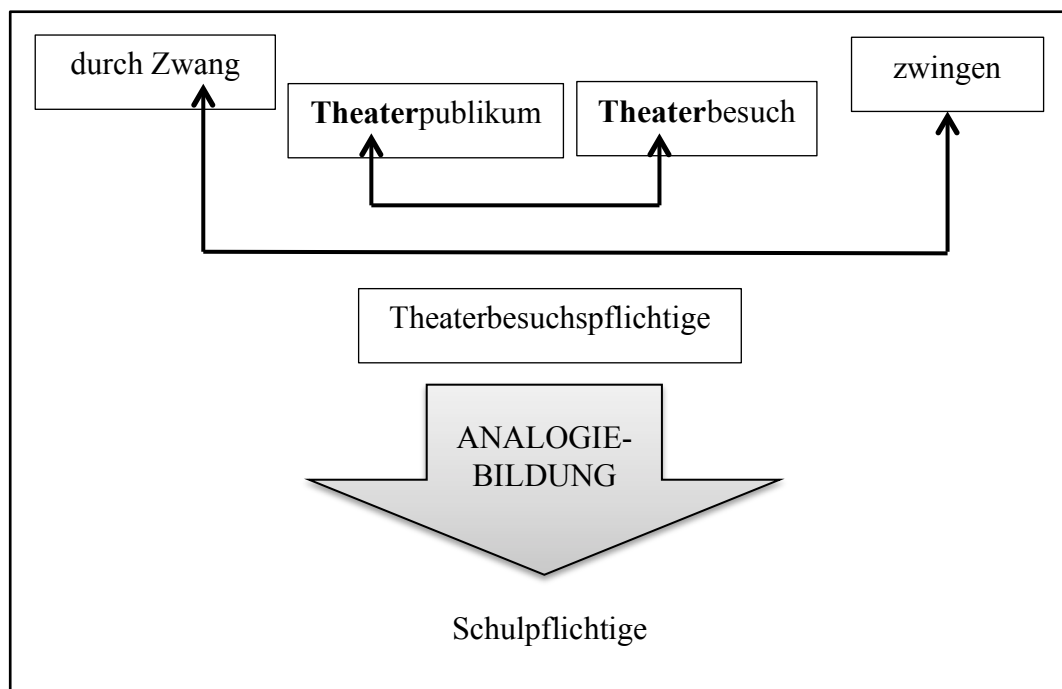 durch Zwang
zwingen
Theaterpublikum
Theaterbesuch
Theaterbesuchspflichtige
ANALOGIE-
BILDUNG
Schulpflichtige